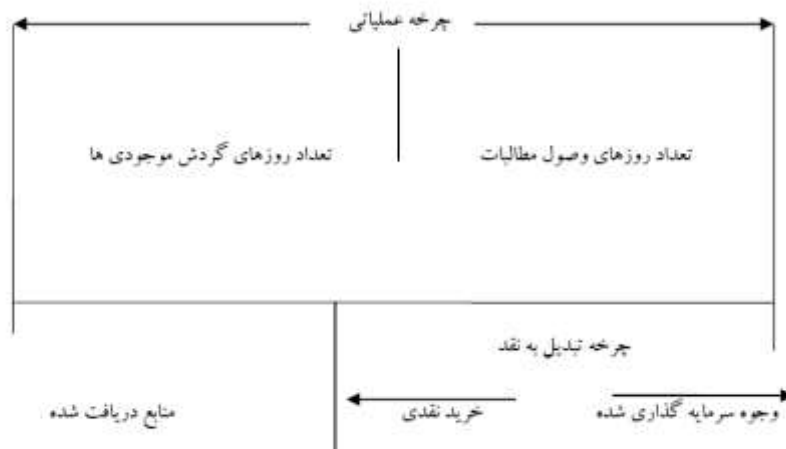 چرخه عملیاتی
تعداد روزهای وصول مطالبات
تعداد روزهای گردش موجودی ها
چرخه تبدیل به نقد
وجوه سرمایه گذاری شده
خرید نقدی
منابع دریافت شده